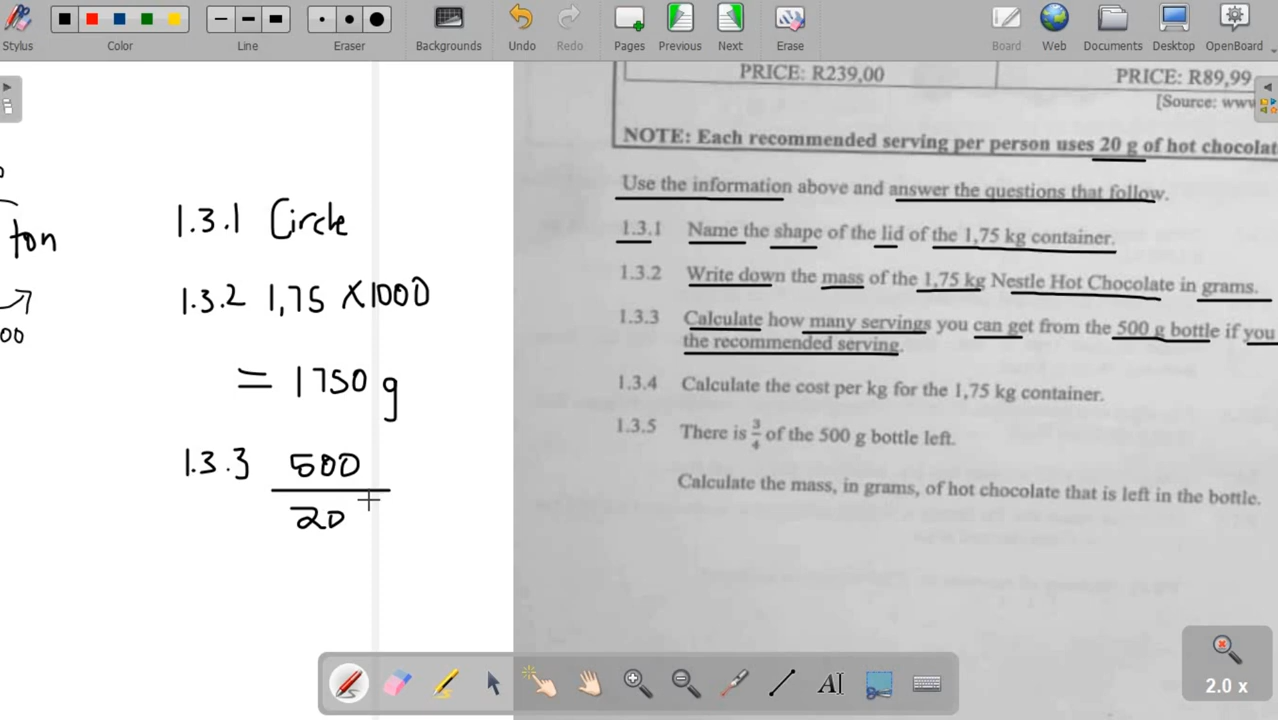 Stylus
Color
Line
Eraser
Backgrounds
Undo
Redo
Pages
Previous
Next
Erase
Board
Web
Documents
Desktop
OpenBoard
ton
00
1.3.1 Circle
1.3.2 1,75 ×1000
= 1750 g
1.3.3 500
20
PRICE: R239,00
PRICE: R89,99
[Source: www
NOTE: Each recommended serving per person uses 20 g of hot chocolat
Use the information above and answer the questions that follow.
1.3.1 Name the shape of the lid of the 1,75 kg container.
1.3.2 Write down the mass of the 1,75 kg Nestle Hot Chocolate in grams.
1.3.3 Calculate how many servings you can get from the 500 g bottle if you
the recommended serving.
1.3.4 Calculate the cost per kg for the 1,75 kg container.
1.3.5 There is 3/4 of the 500 g bottle left.
Calculate the mass, in grams, of hot chocolate that is left in the bottle.
AI
2.0 x